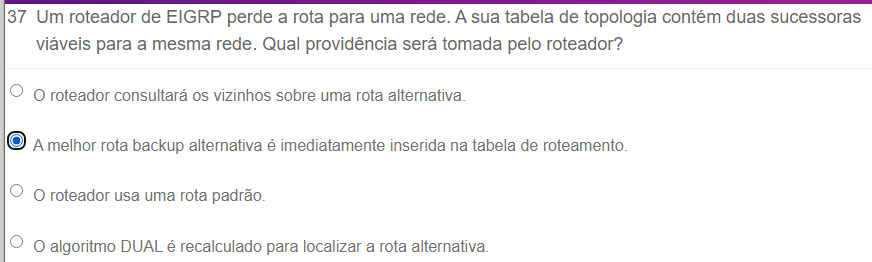 37 Um roteador de EIGRP perde a rota para uma rede. A sua tabela de topologia contém duas sucessoras
viáveis para a mesma rede. Qual providência será tomada pelo roteador?
O roteador consultará os vizinhos sobre uma rota alternativa.
A melhor rota backup alternativa é imediatamente inserida na tabela de roteamento.
O roteador usa uma rota padrão.
O algoritmo DUAL é recalculado para localizar a rota alternativa.